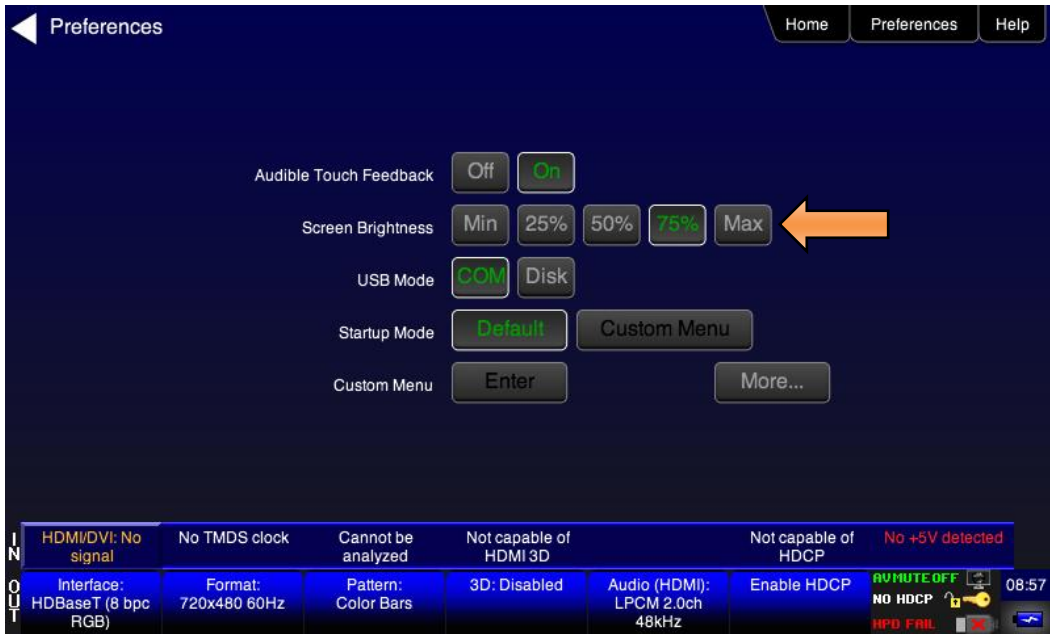 Preferences
Home
Preferences
Help
Audible Touch Feedback
Off
On
Screen Brightness
Min
25%
50%
75%
Max
USB Mode
COM
Disk
Startup Mode
Default
Custom Menu
Custom Menu
Enter
More...
IN
HDMI/DVI: No
signal
No TMDS clock
Cannot be
analyzed
Not capable of
HDMI 3D
Not capable of
HDCP
No +5V detected
OUT
Interface:
HDBaseT (8 bpc
RGB)
Format:
720x480 60Hz
Pattern:
Color Bars
3D: Disabled
Audio (HDMI):
LPCM 2.0ch
48kHz
Enable HDCP
AVMUTE OFF
NO HDCP
HPD FAIL
08:57